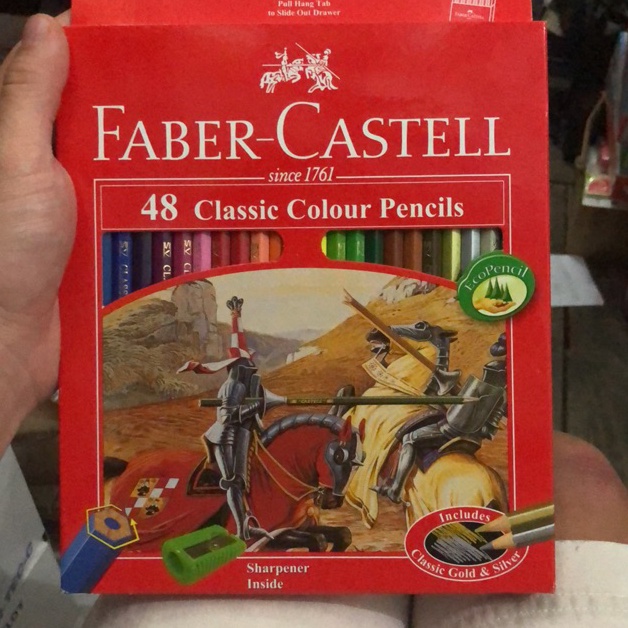 Pull Hang Tab
to Slide Out Drawer
FABER-CASTELL
since 1761
48 Classic Colour Pencils
EcoPencil
Includes
Classic Gold & Silver
Sharpener
Inside